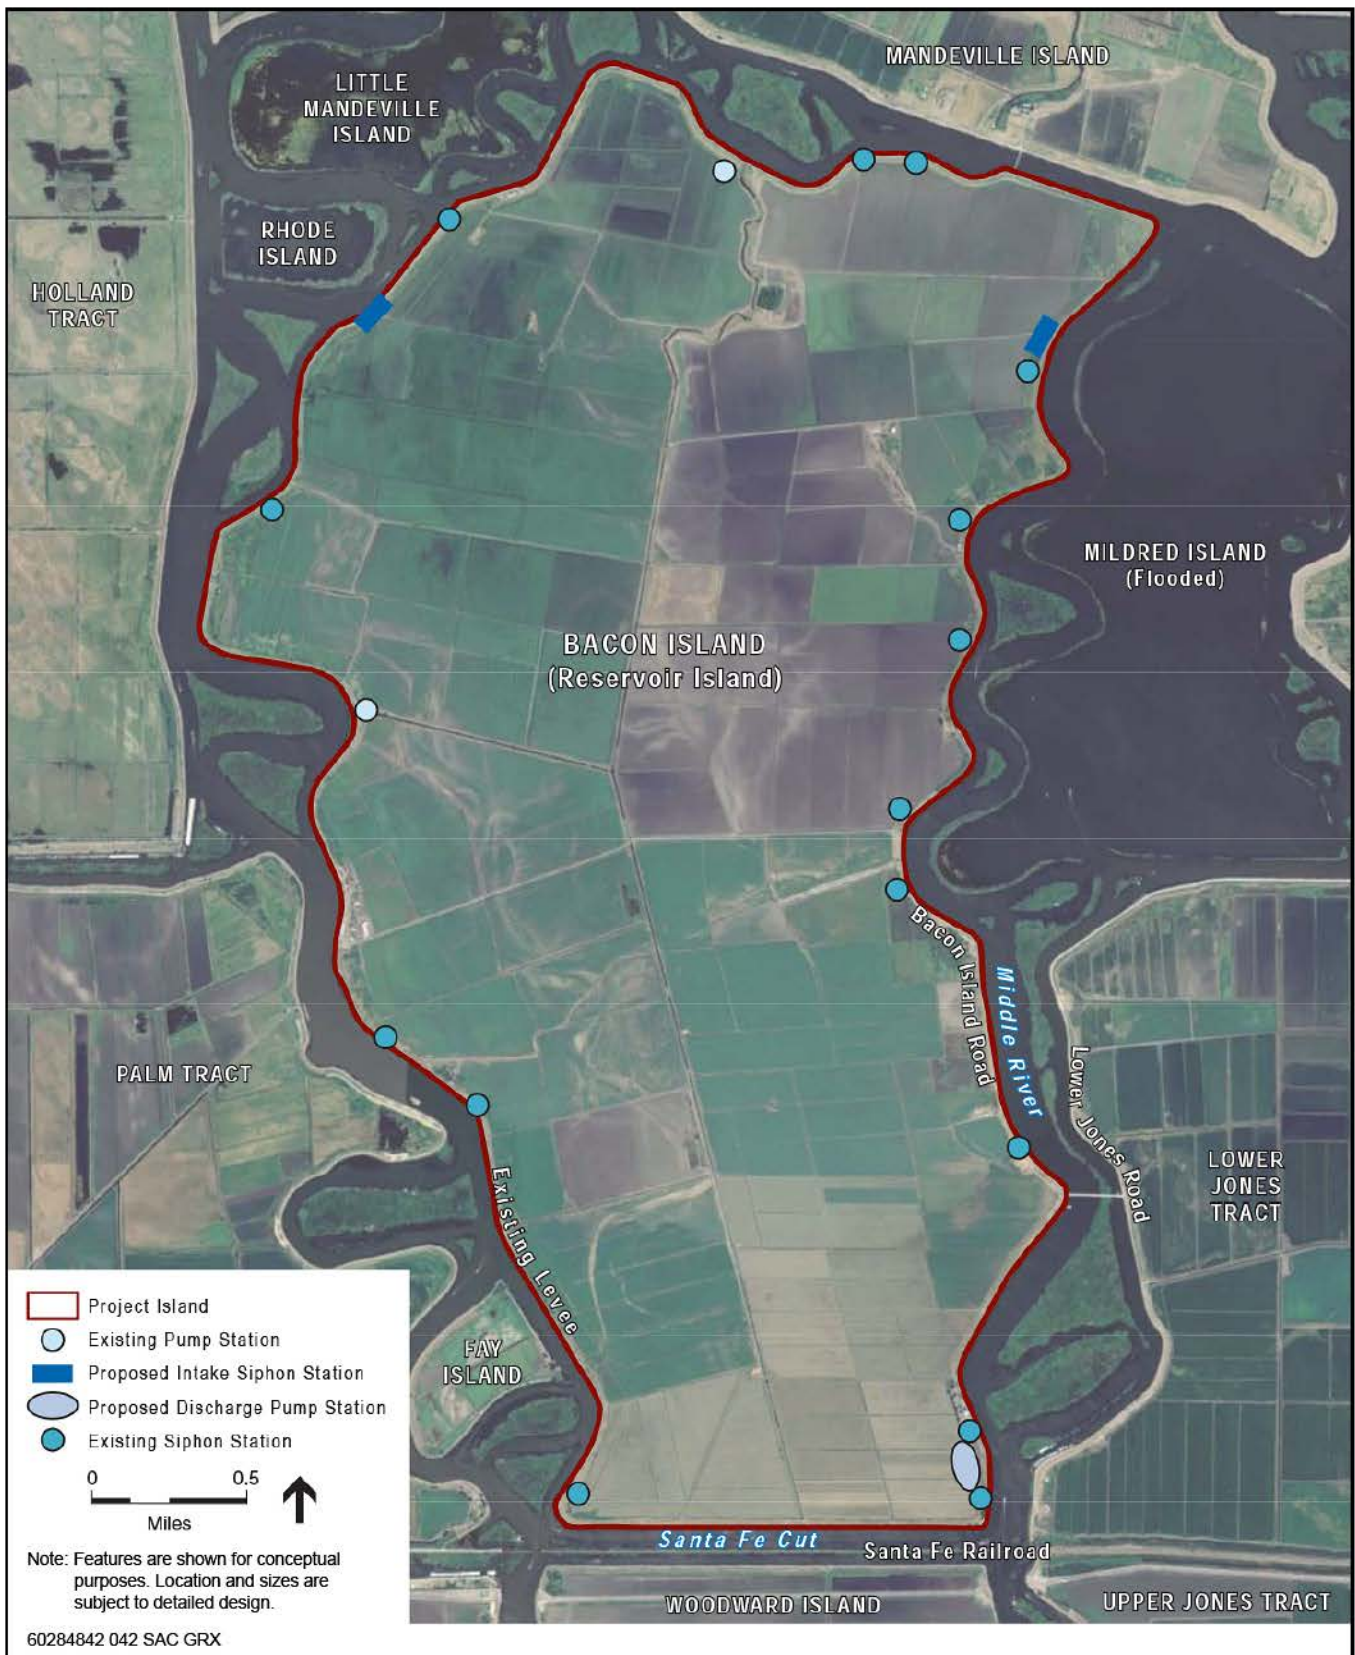 MANDEVILLE ISLAND
LITTLE
MANDEVILLE
ISLAND
RHODE
ISLAND
HOLLAND
TRACT
MILDRED ISLAND
(Flooded)
BACON ISLAND
(Reservoir Island)
Bacon Island Road
Middle River
Lower Jones Road
PALM TRACT
LOWER
JONES
TRACT
Existing Levee
FAY
ISLAND
Project Island
Existing Pump Station
Proposed Intake Siphon Station
Proposed Discharge Pump Station
Existing Siphon Station
0 0.5
Miles
Santa Fe Cut
Santa Fe Railroad
WOODWARD ISLAND
UPPER JONES TRACT
Note: Features are shown for conceptual
purposes. Location and sizes are
subject to detailed design.
60284842 042 SAC GRX